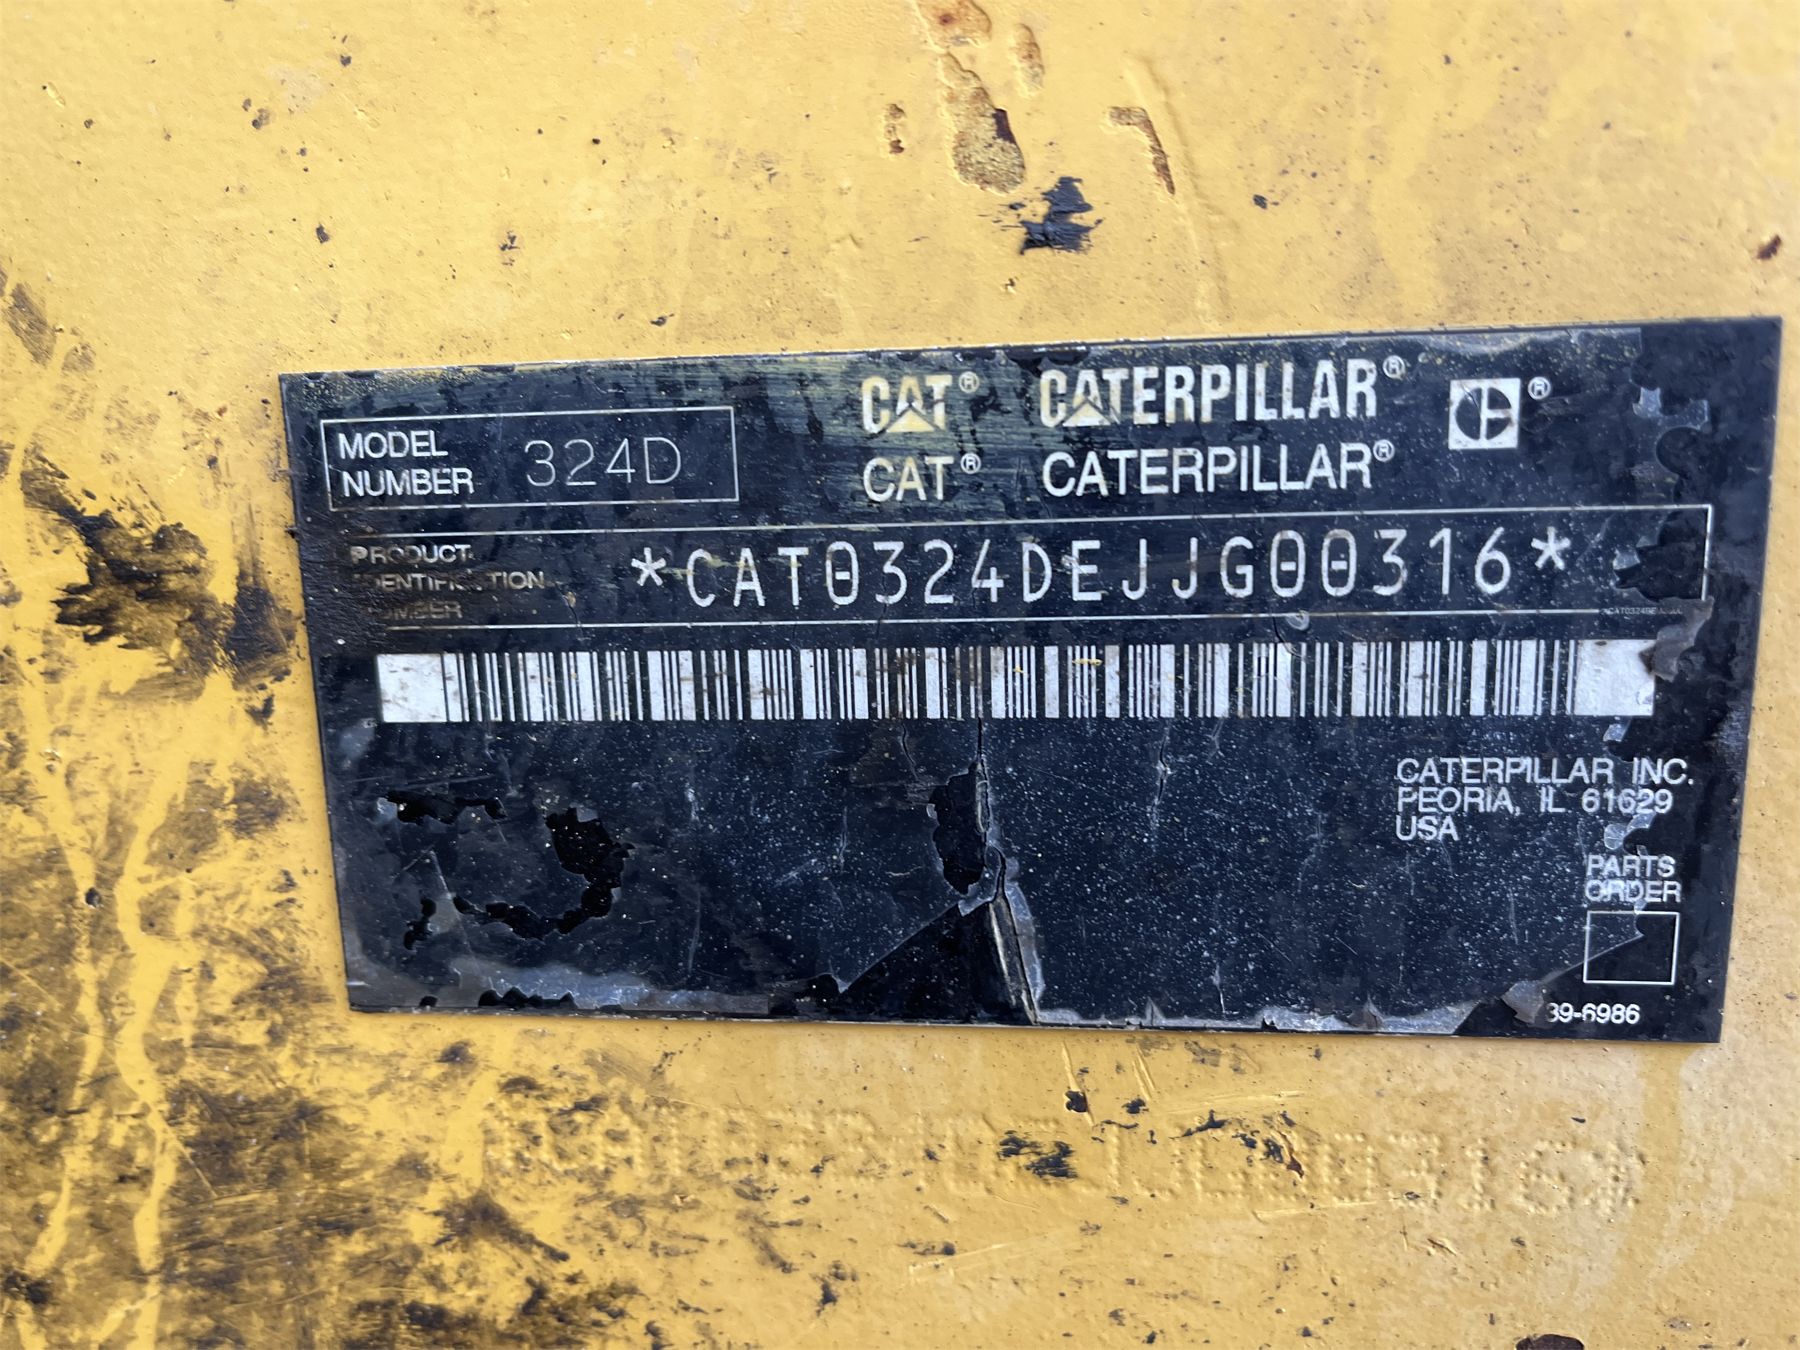 CAT® CATERPILLAR®
MODEL NUMBER 324D
CAT® CATERPILLAR®
PRODUCT
IDENTIFICATION
NUMBER
*CAT0324DEJJG00316*
CATERPILLAR INC.
PEORIA, IL 61629
USA
PARTS
ORDER
39-6986